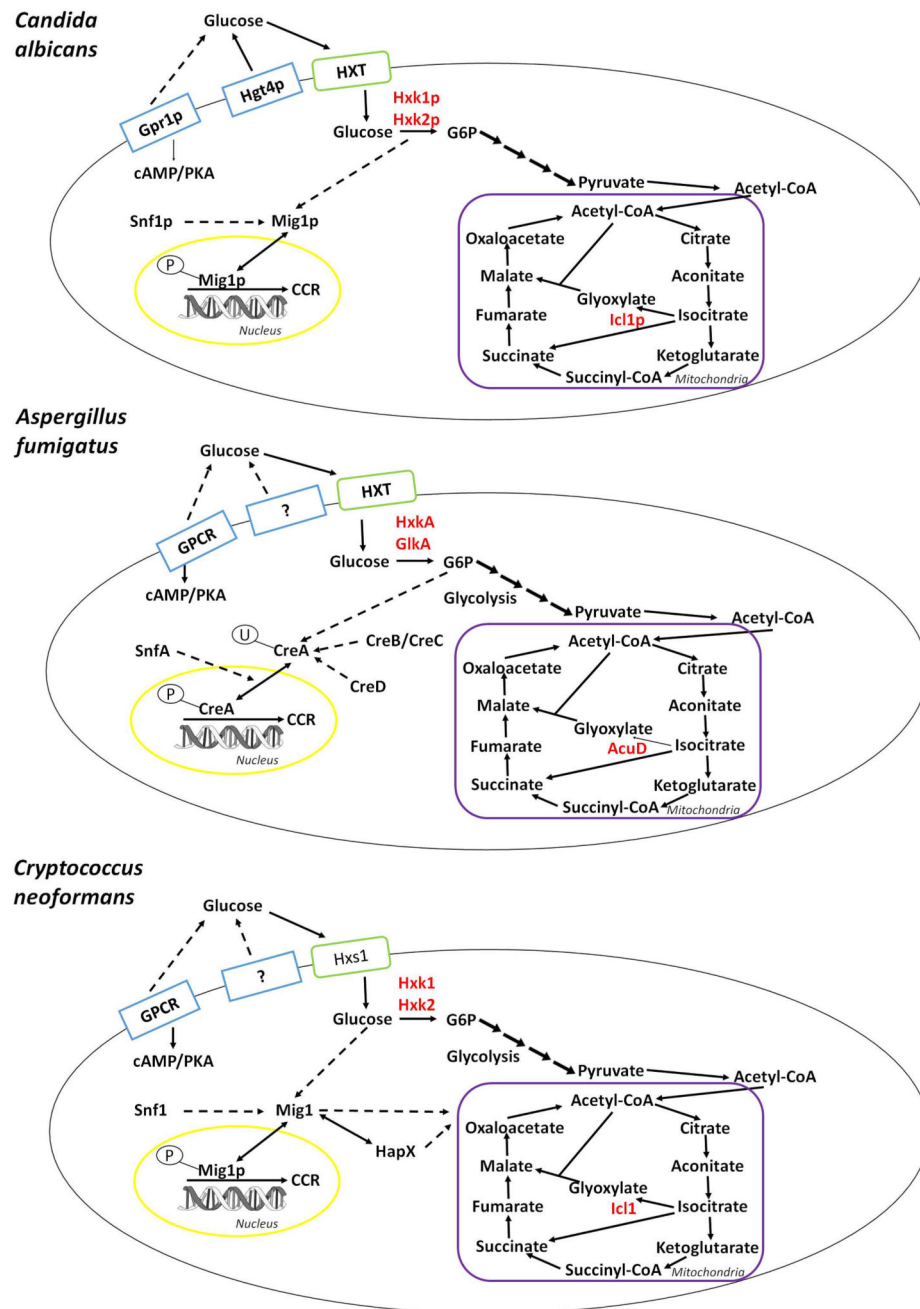 Candida
albicans
Glucose
HXT
Hgt4p
Gpr1p
Hxk1p
Hxk2p
Glucose
G6P
cAMP/PKA
Pyruvate
Acetyl-CoA
Snf1p
Mig1p
Acetyl-CoA
Oxaloacetate
Citrate
P
Mig1p
CCR
Nucleus
Malate
Aconitate
Glyoxylate
Fumarate
Icl1p
Isocitrate
Succinate
Ketoglutarate
Succinyl-CoA
Mitochondria
Aspergillus
fumigatus
Glucose
HXT
?
GPCR
HxkA
GlkA
Glucose
G6P
cAMP/PKA
Glycolysis
Pyruvate
Acetyl-CoA
U
CreA
CreB/CreC
SnfA
CreD
Acetyl-CoA
Oxaloacetate
Citrate
P
CreA
CCR
Nucleus
Malate
Aconitate
Glyoxylate
Fumarate
AcuD
Isocitrate
Succinate
Ketoglutarate
Succinyl-CoA
Mitochondria
Cryptococcus
neoformans
Glucose
Hxs1
?
GPCR
Hxk1
Hxk2
Glucose
G6P
cAMP/PKA
Glycolysis
Pyruvate
Acetyl-CoA
Snf1
Mig1
HapX
Acetyl-CoA
Oxaloacetate
Citrate
P
Mig1p
CCR
Nucleus
Malate
Aconitate
Glyoxylate
Fumarate
Icl1
Isocitrate
Succinate
Ketoglutarate
Succinyl-CoA
Mitochondria